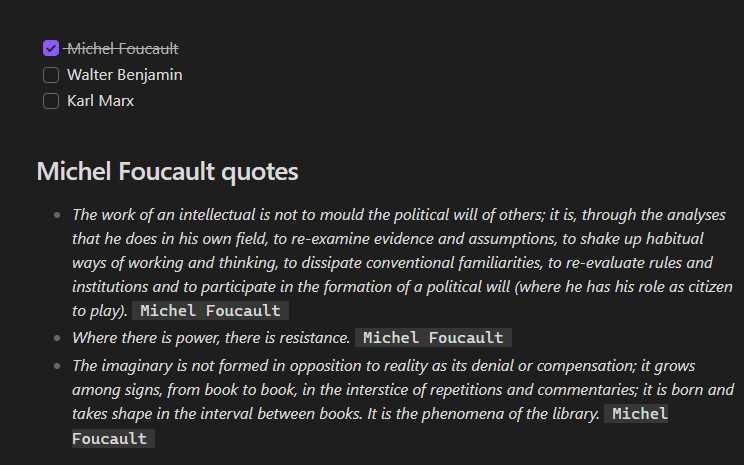 Michel Foucault
Walter Benjamin
Karl Marx
Michel Foucault quotes
The work of an intellectual is not to mould the political will of others; it is, through the analyses
that he does in his own field, to re-examine evidence and assumptions, to shake up habitual
ways of working and thinking, to dissipate conventional familiarities, to re-evaluate rules and
institutions and to participate in the formation of a political will (where he has his role as citizen
to play). Michel Foucault
Where there is power, there is resistance. Michel Foucault
The imaginary is not formed in opposition to reality as its denial or compensation; it grows
among signs, from book to book, in the interstice of repetitions and commentaries; it is born and
takes shape in the interval between books. It is the phenomena of the library. Michel
Foucault